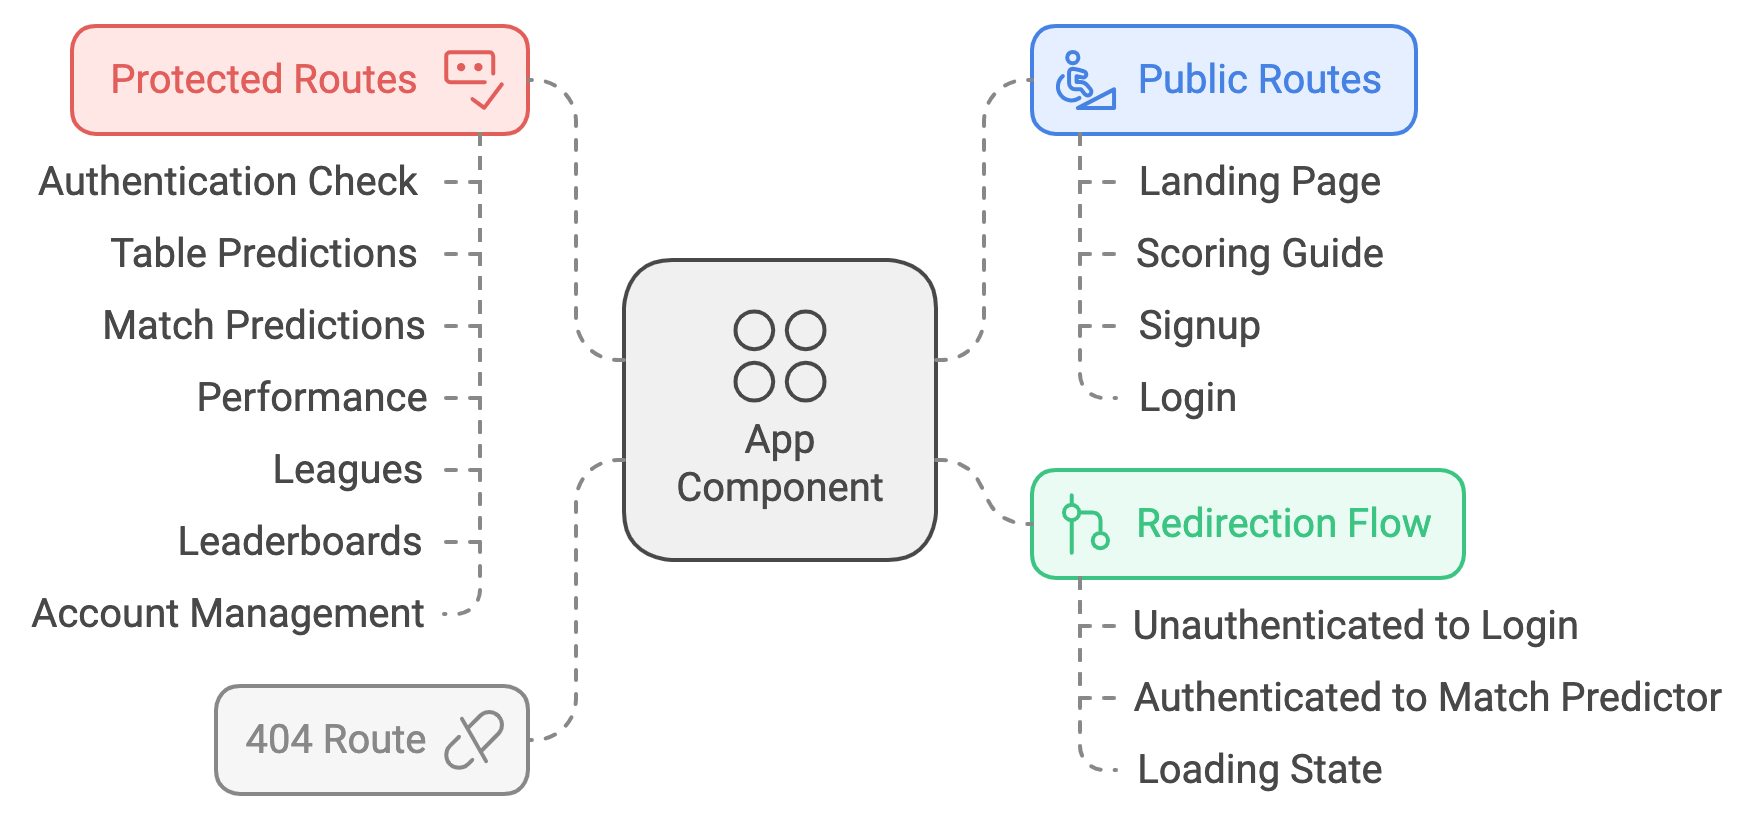 Protected Routes
Authentication Check
Table Predictions
Match Predictions
Performance
Leagues
Leaderboards
Account Management
404 Route
App
Component
Public Routes
Landing Page
Scoring Guide
Signup
Login
Redirection Flow
Unauthenticated to Login
Authenticated to Match Predictor
Loading State